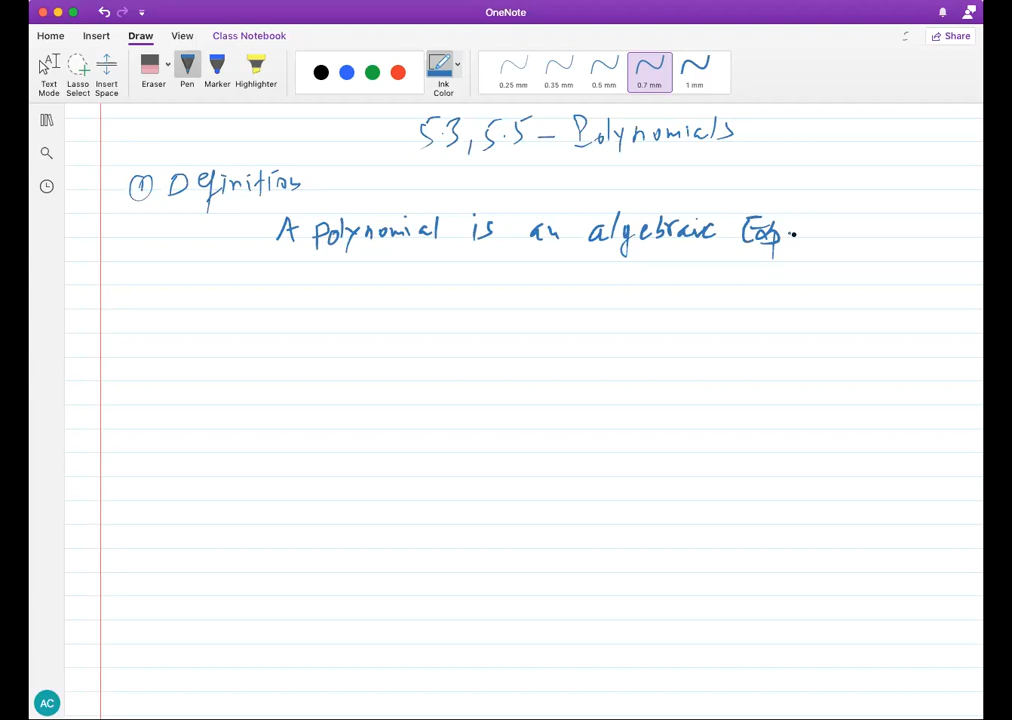 OneNote
Home Insert Draw View Class Notebook Share
Text Mode Lasso Select Insert Space Eraser Pen Marker Highlighter Ink Color 0.25 mm 0.35 mm 0.5 mm 0.7 mm 1 mm
5.3, 5.5 – Polynomials
① Definition
A polynomial is an algebraic Exp
AC